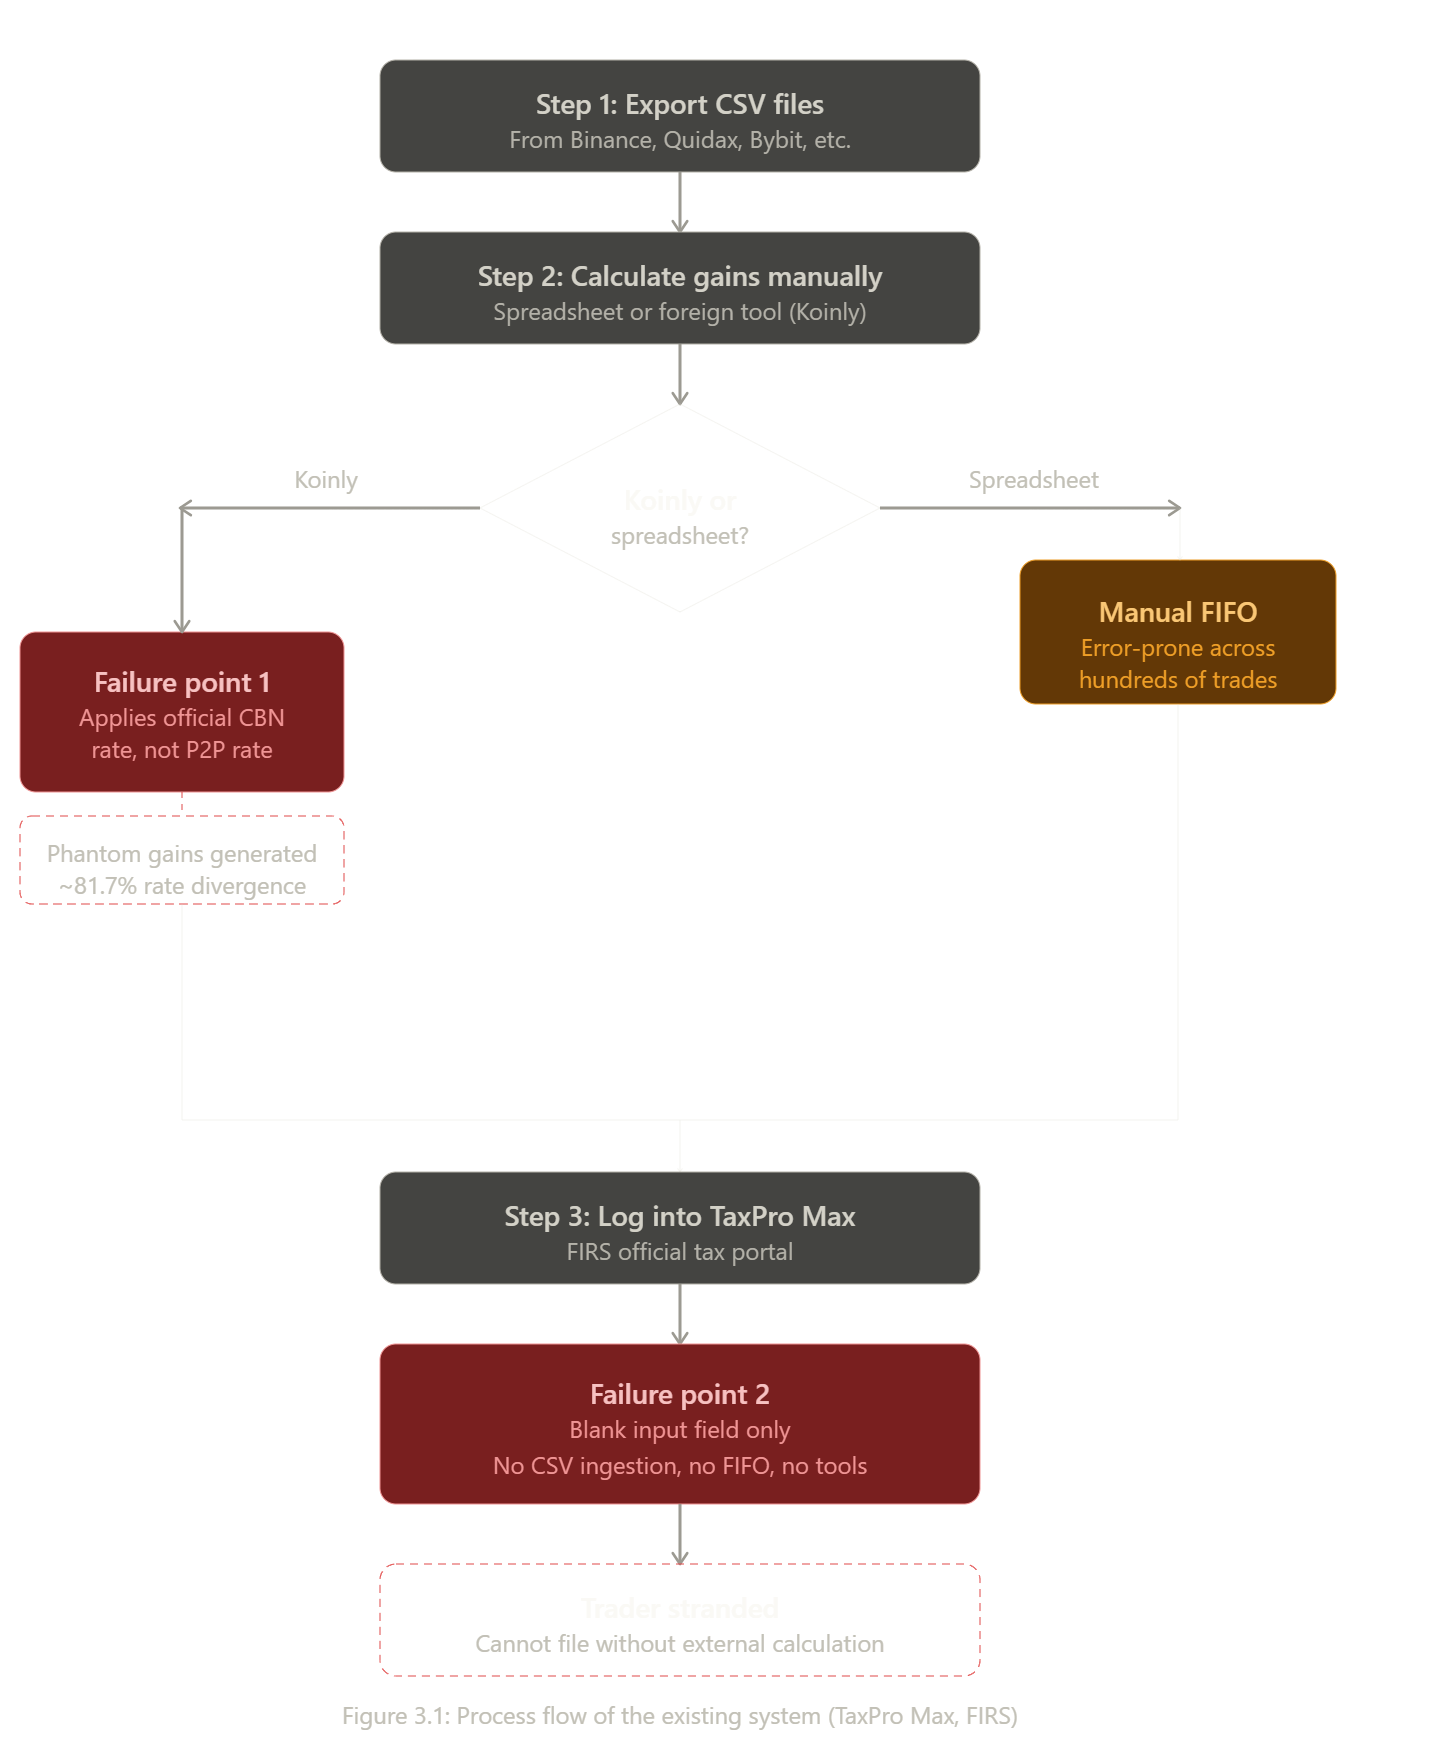 Step 1: Export CSV files
From Binance, Quidax, Bybit, etc.
Step 2: Calculate gains manually
Spreadsheet or foreign tool (Koinly)
Koinly
Spreadsheet
Koinly or
spreadsheet?
Manual FIFO
Error-prone across
hundreds of trades
Failure point 1
Applies official CBN
rate, not P2P rate
Phantom gains generated
~81.7% rate divergence
Step 3: Log into TaxPro Max
FIRS official tax portal
Failure point 2
Blank input field only
No CSV ingestion, no FIFO, no tools
Trader stranded
Cannot file without external calculation
Figure 3.1: Process flow of the existing system (TaxPro Max, FIRS)